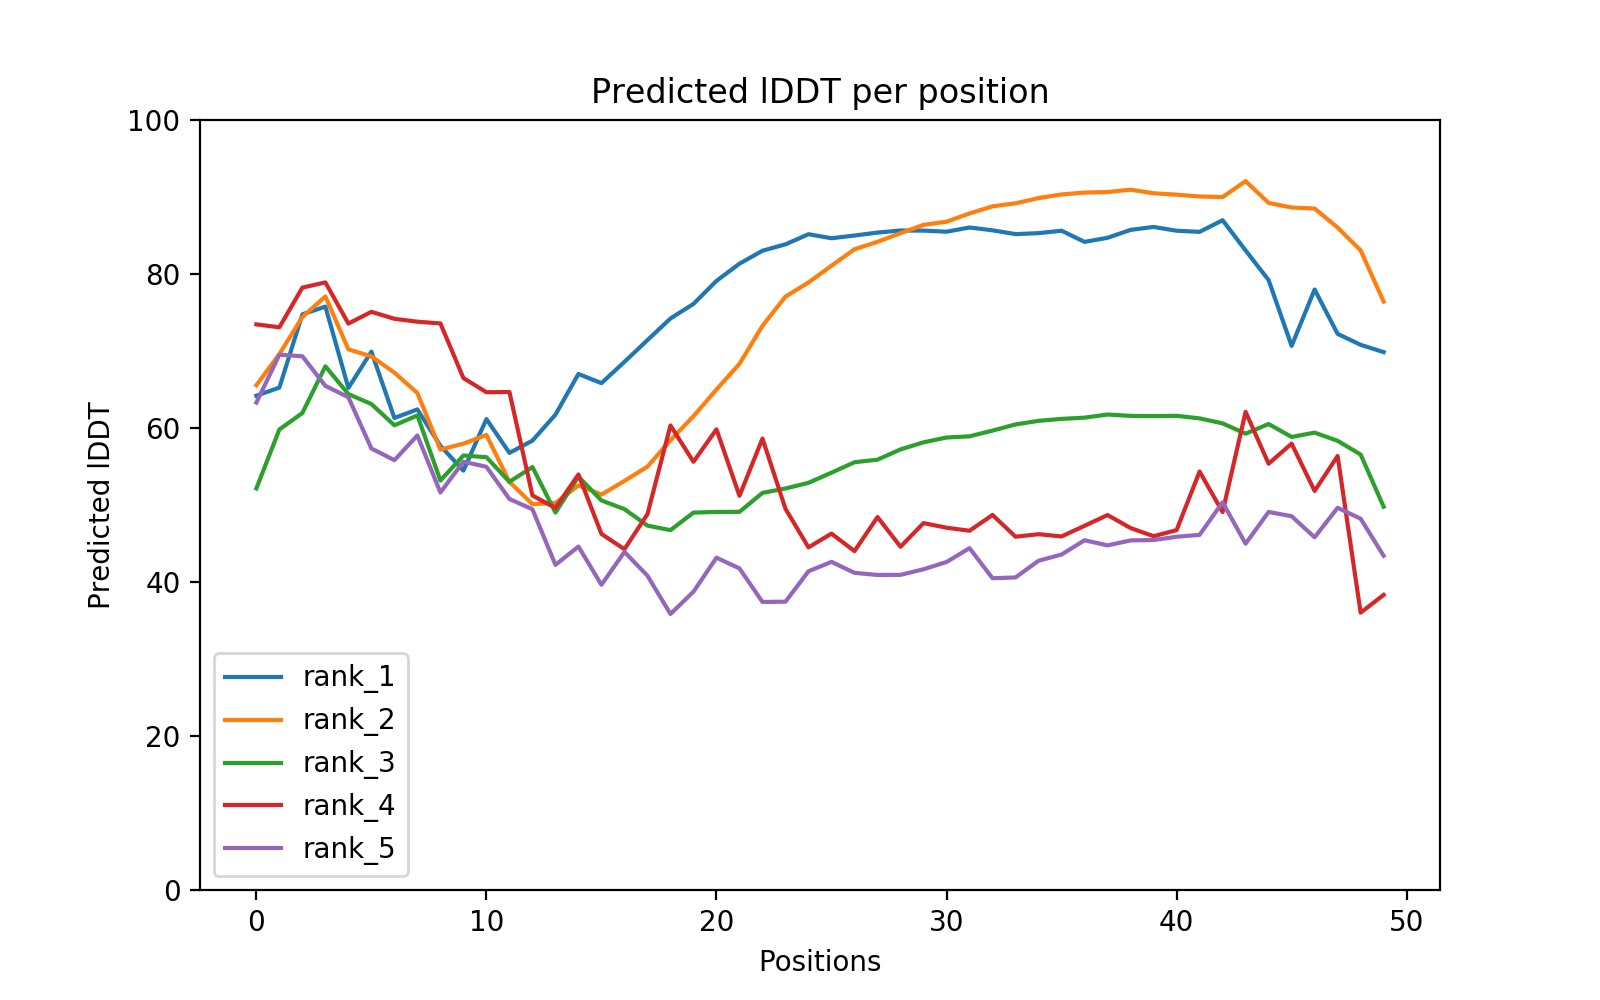 Predicted lDDT per position
100
80
60
40
20
0
Predicted lDDT
rank_1
rank_2
rank_3
rank_4
rank_5
0 10 20 30 40 50
Positions